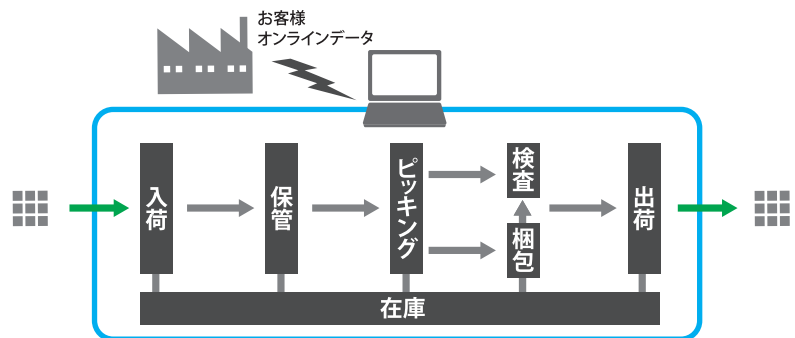 お客様
オンラインデータ
入荷
保管
ピッキング
検査
梱包
出荷
在庫